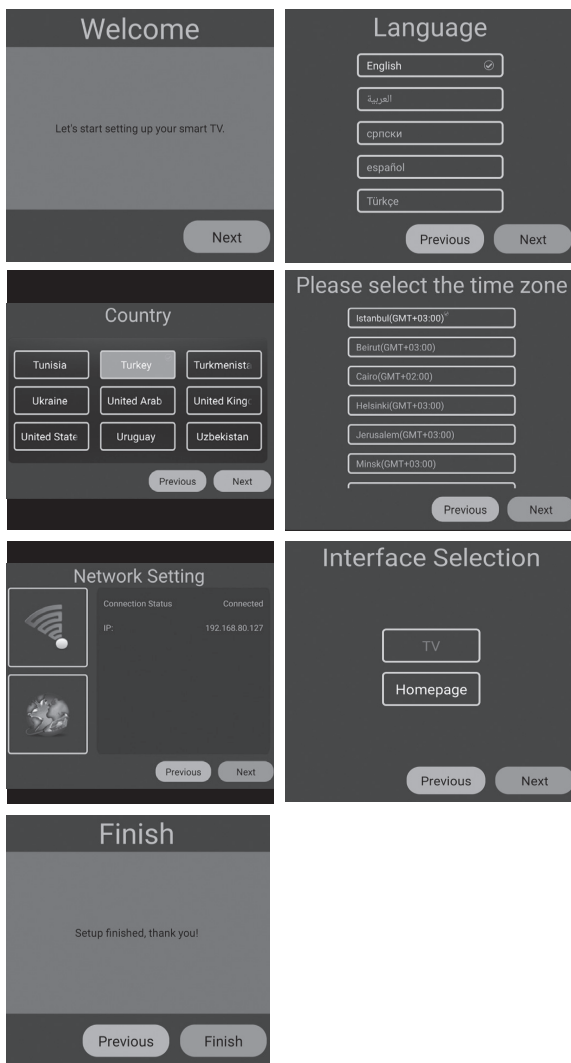 Welcome
Let's start setting up your smart TV.
Next
Language
English
العربية
српски
español
Türkçe
Previous Next
Country
Tunisia Turkey Turkmenista
Ukraine United Arab United King
United State Uruguay Uzbekistan
Previous Next
Please select the time zone
Istanbul(GMT+03:00)
Beirut(GMT+03:00)
Cairo(GMT+02:00)
Helsinki(GMT+03:00)
Jerusalem(GMT+03:00)
Minsk(GMT+03:00)
Previous Next
Network Setting
Connection Status Connected
IP: 192.168.80.127
Previous Next
Interface Selection
TV
Homepage
Previous Next
Finish
Setup finished, thank you!
Previous Finish